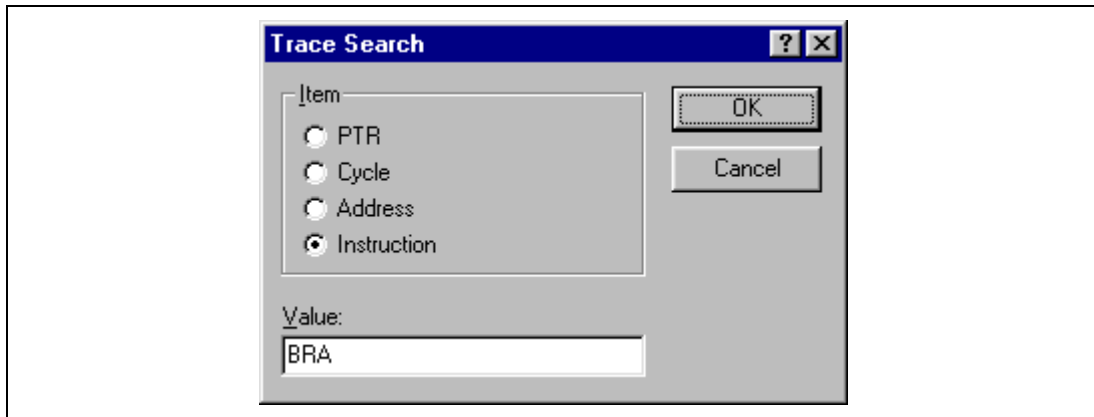 Trace Search
Item
PTR
Cycle
Address
Instruction
OK
Cancel
Value:
BRA